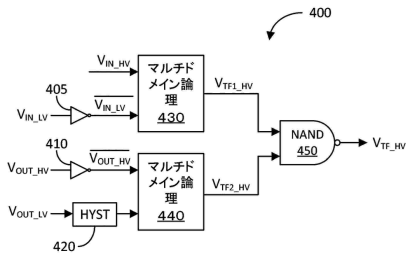 400
V_IN_HV
マルチド
メイン論
理
430
405
V_IN_LV
V_IN_LV
V_TF1_HV
NAND
450
V_TF_HV
410
V_OUT_HV
V_OUT_HV
マルチド
メイン論
理
440
V_TF2_HV
V_OUT_LV
HYST
420